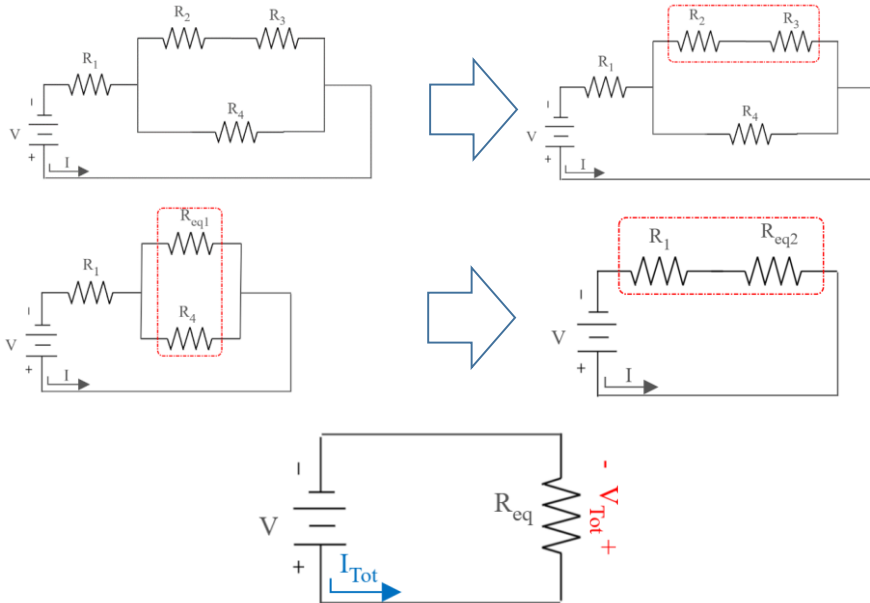 R2 R3
R1
R4
-
V
+
I
R2 R3
R1
R4
-
V
+
I
Req1
R1
R4
-
V
+
I
R1 Req2
-
V
+
I
-
V
+
Req
- VTot +
ITot